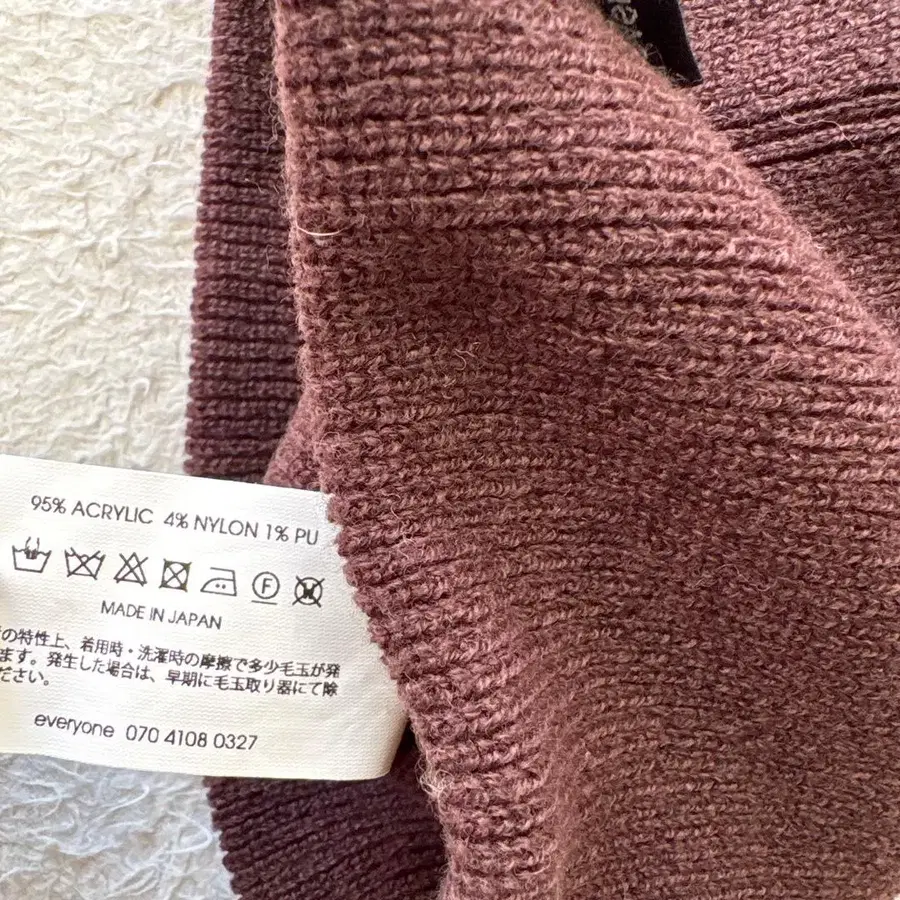 95% ACRYLIC 4% NYLON 1% PU
F
MADE IN JAPAN
の特性上、着用時・洗濯時の摩擦で多少毛玉が発
ます。発生した場合は、早期に毛玉取り器にて除
ださい。
everyone 070 4108 0327